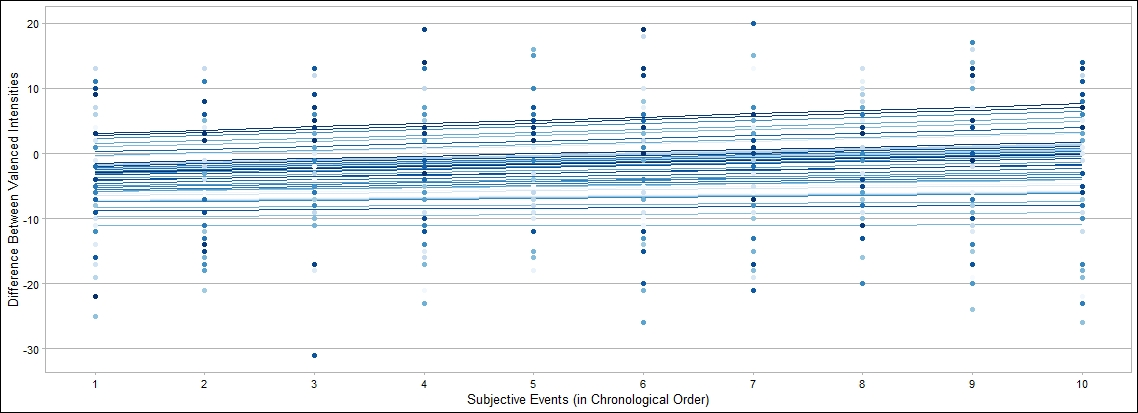 Difference Between Valenced Intensities
20
10
0
-10
-20
-30
1 2 3 4 5 6 7 8 9 10
Subjective Events (in Chronological Order)